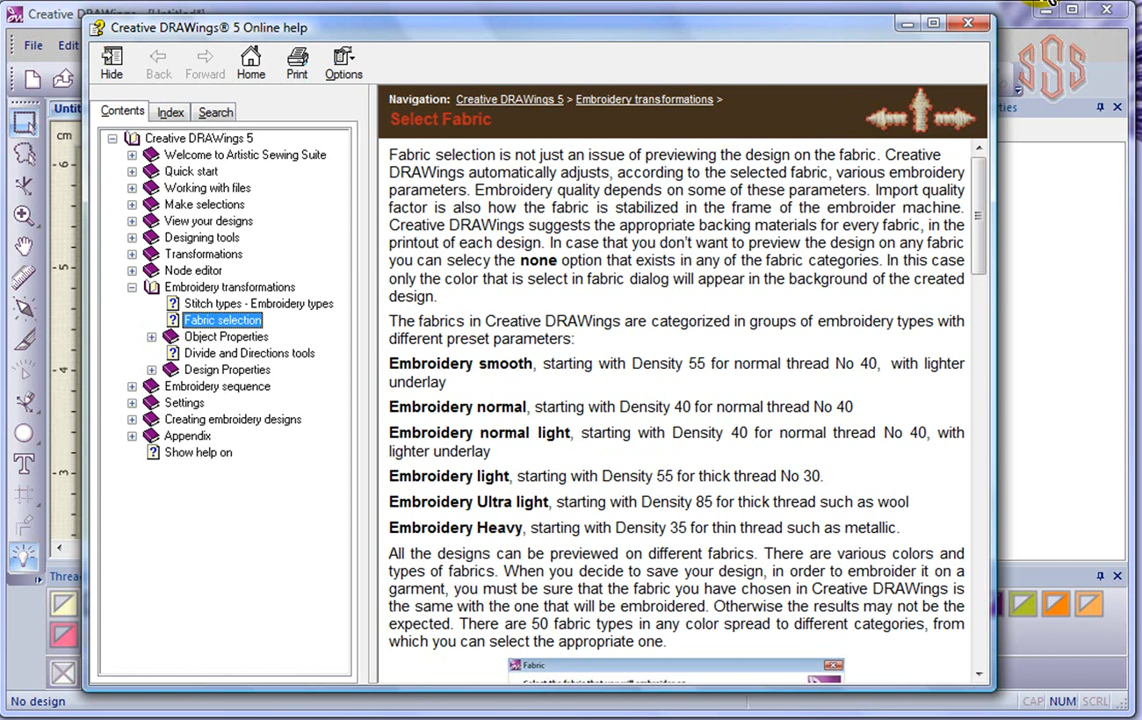 Creative DRAWings - [Untitled*]
File Edit
Untit
cm
6
5
4
3
Threa
No design
CAP NUM SCRL
Creative DRAWings® 5 Online help
Hide Back Forward Home Print Options
Contents Index Search
Creative DRAWings 5
Welcome to Artistic Sewing Suite
Quick start
Working with files
Make selections
View your designs
Designing tools
Transformations
Node editor
Embroidery transformations
Stitch types - Embroidery types
Fabric selection
Object Properties
Divide and Directions tools
Design Properties
Embroidery sequence
Settings
Creating embroidery designs
Appendix
Show help on
Navigation: Creative DRAWings 5 > Embroidery transformations >
Select Fabric
Fabric selection is not just an issue of previewing the design on the fabric. Creative
DRAWings automatically adjusts, according to the selected fabric, various embroidery
parameters. Embroidery quality depends on some of these parameters. Import quality
factor is also how the fabric is stabilized in the frame of the embroider machine.
Creative DRAWings suggests the appropriate backing materials for every fabric, in the
printout of each design. In case that you don't want to preview the design on any fabric
you can selecy the none option that exists in any of the fabric categories. In this case
only the color that is select in fabric dialog will appear in the background of the created
design.
The fabrics in Creative DRAWings are categorized in groups of embroidery types with
different preset parameters:
Embroidery smooth, starting with Density 55 for normal thread No 40, with lighter
underlay
Embroidery normal, starting with Density 40 for normal thread No 40
Embroidery normal light, starting with Density 40 for normal thread No 40, with
lighter underlay
Embroidery light, starting with Density 55 for thick thread No 30.
Embroidery Ultra light, starting with Density 85 for thick thread such as wool
Embroidery Heavy, starting with Density 35 for thin thread such as metallic.
All the designs can be previewed on different fabrics. There are various colors and
types of fabrics. When you decide to save your design, in order to embroider it on a
garment, you must be sure that the fabric you have chosen in Creative DRAWings is
the same with the one that will be embroidered. Otherwise the results may not be the
expected. There are 50 fabric types in any color spread to different categories, from
which you can select the appropriate one.
Fabric
SSS
rties